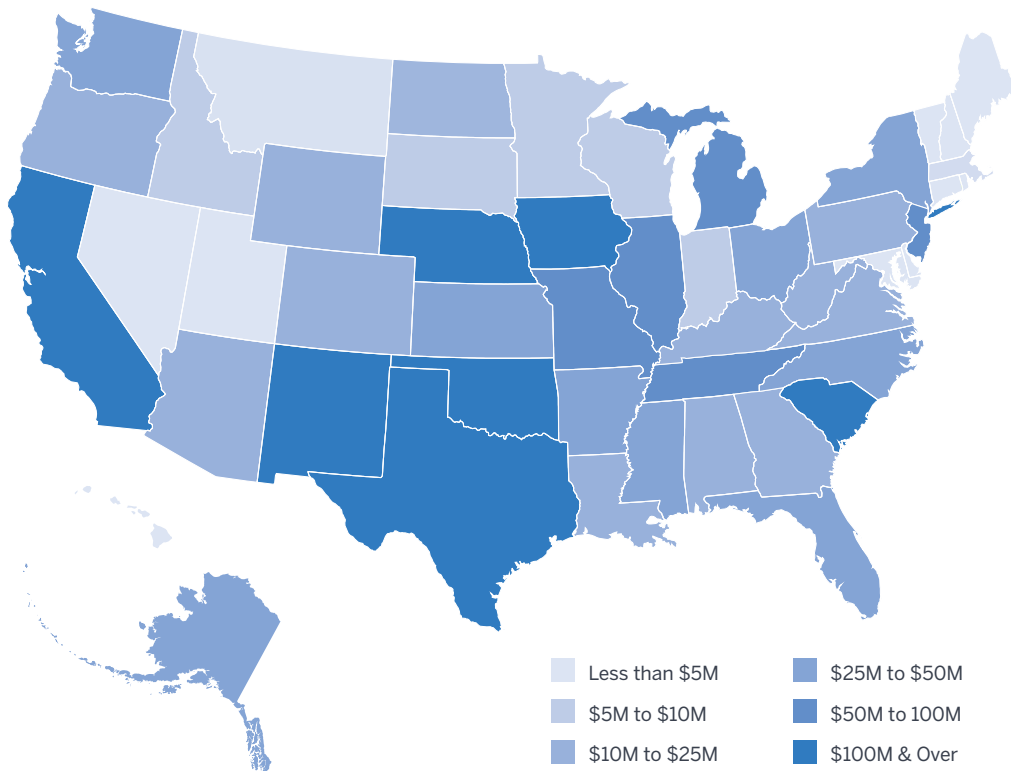 Less than $5M
$5M to $10M
$10M to $25M
$25M to $50M
$50M to 100M
$100M & Over